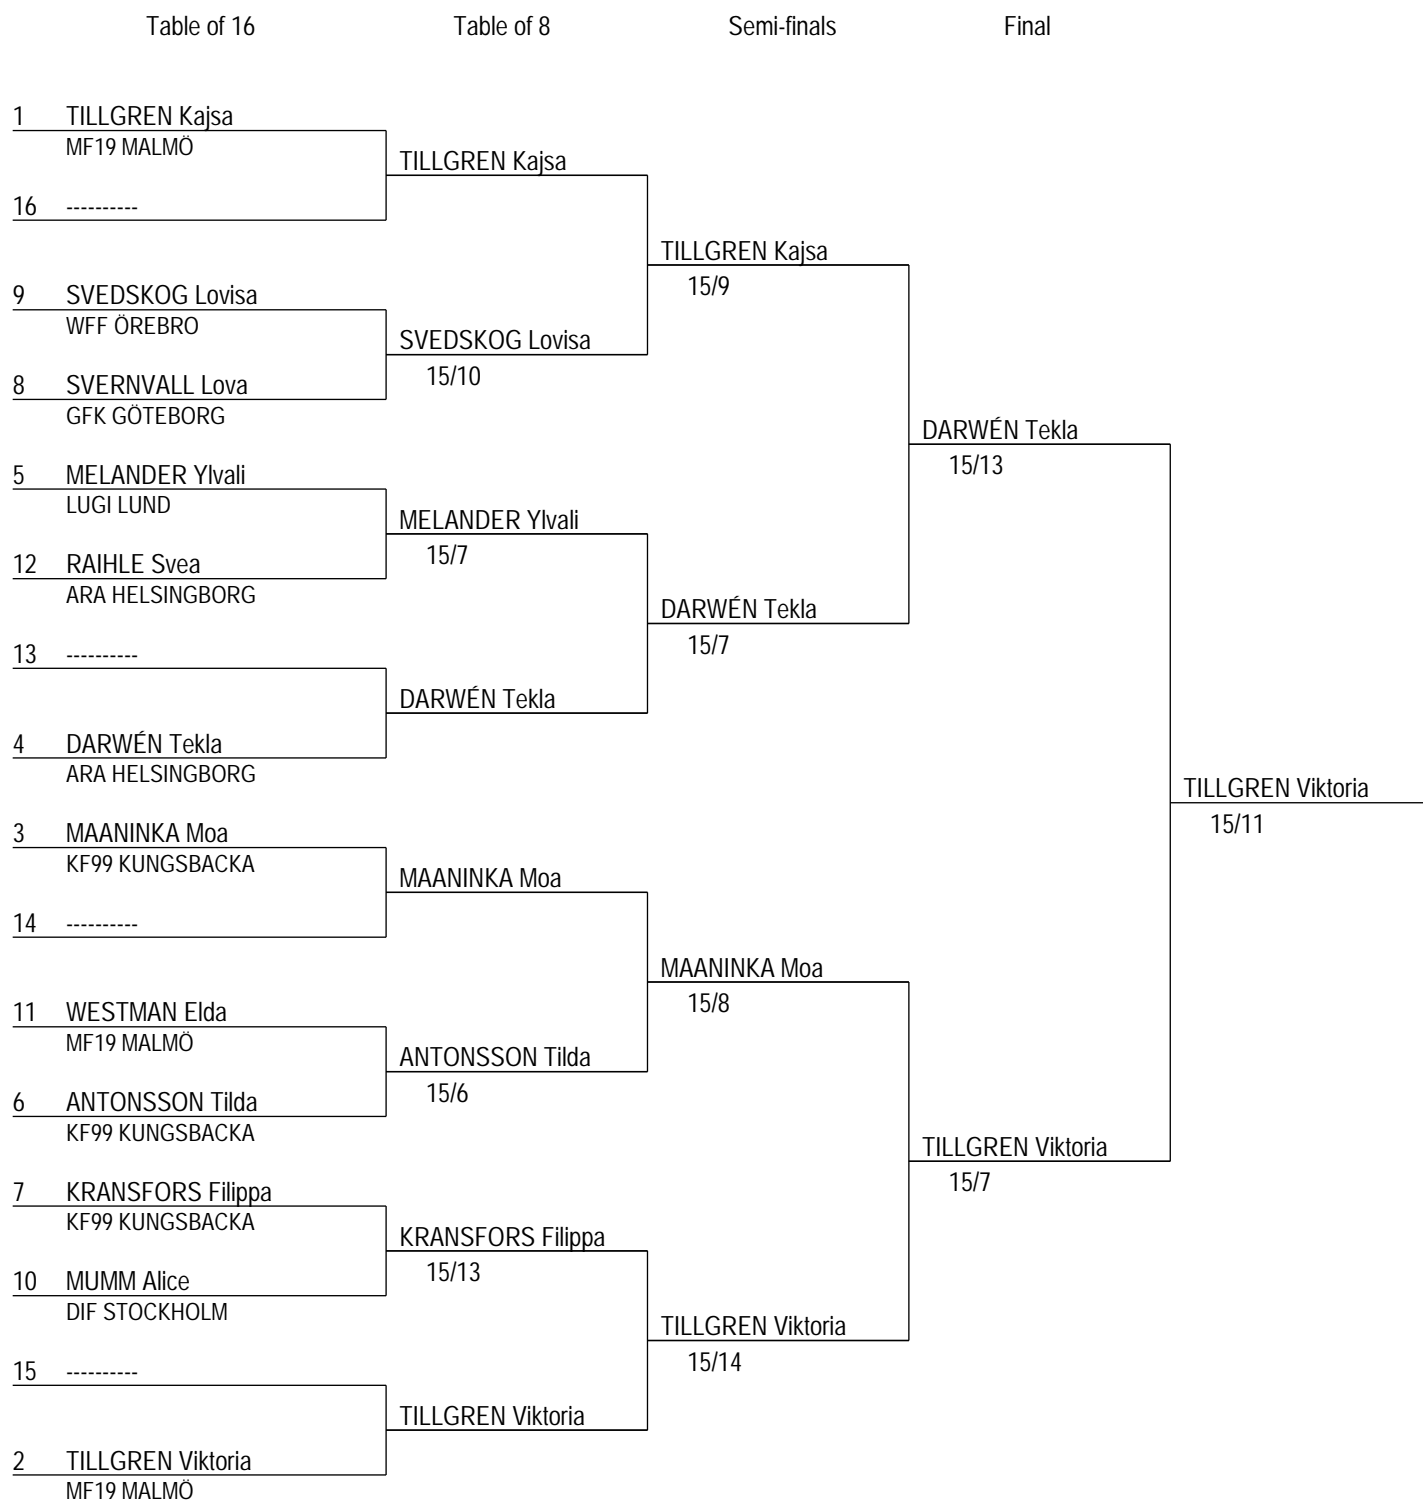 Table of 16 Table of 8 Semi-finals Final
1 TILLGREN Kajsa
MF19 MALMÖ
TILLGREN Kajsa
16 ----------
TILLGREN Kajsa
15/9
9 SVEDSKOG Lovisa
WFF ÖREBRO
SVEDSKOG Lovisa
15/10
8 SVERNVALL Lova
GFK GÖTEBORG
DARWÉN Tekla
15/13
5 MELANDER Ylvali
LUGI LUND
MELANDER Ylvali
15/7
12 RAIHLE Svea
ARA HELSINGBORG
DARWÉN Tekla
15/7
13 ----------
DARWÉN Tekla
4 DARWÉN Tekla
ARA HELSINGBORG
TILLGREN Viktoria
15/11
3 MAANINKA Moa
KF99 KUNGSBACKA
MAANINKA Moa
14 ----------
MAANINKA Moa
15/8
11 WESTMAN Elda
MF19 MALMÖ
ANTONSSON Tilda
15/6
6 ANTONSSON Tilda
KF99 KUNGSBACKA
TILLGREN Viktoria
15/7
7 KRANSFORS Filippa
KF99 KUNGSBACKA
KRANSFORS Filippa
15/13
10 MUMM Alice
DIF STOCKHOLM
TILLGREN Viktoria
15/14
15 ----------
TILLGREN Viktoria
2 TILLGREN Viktoria
MF19 MALMÖ